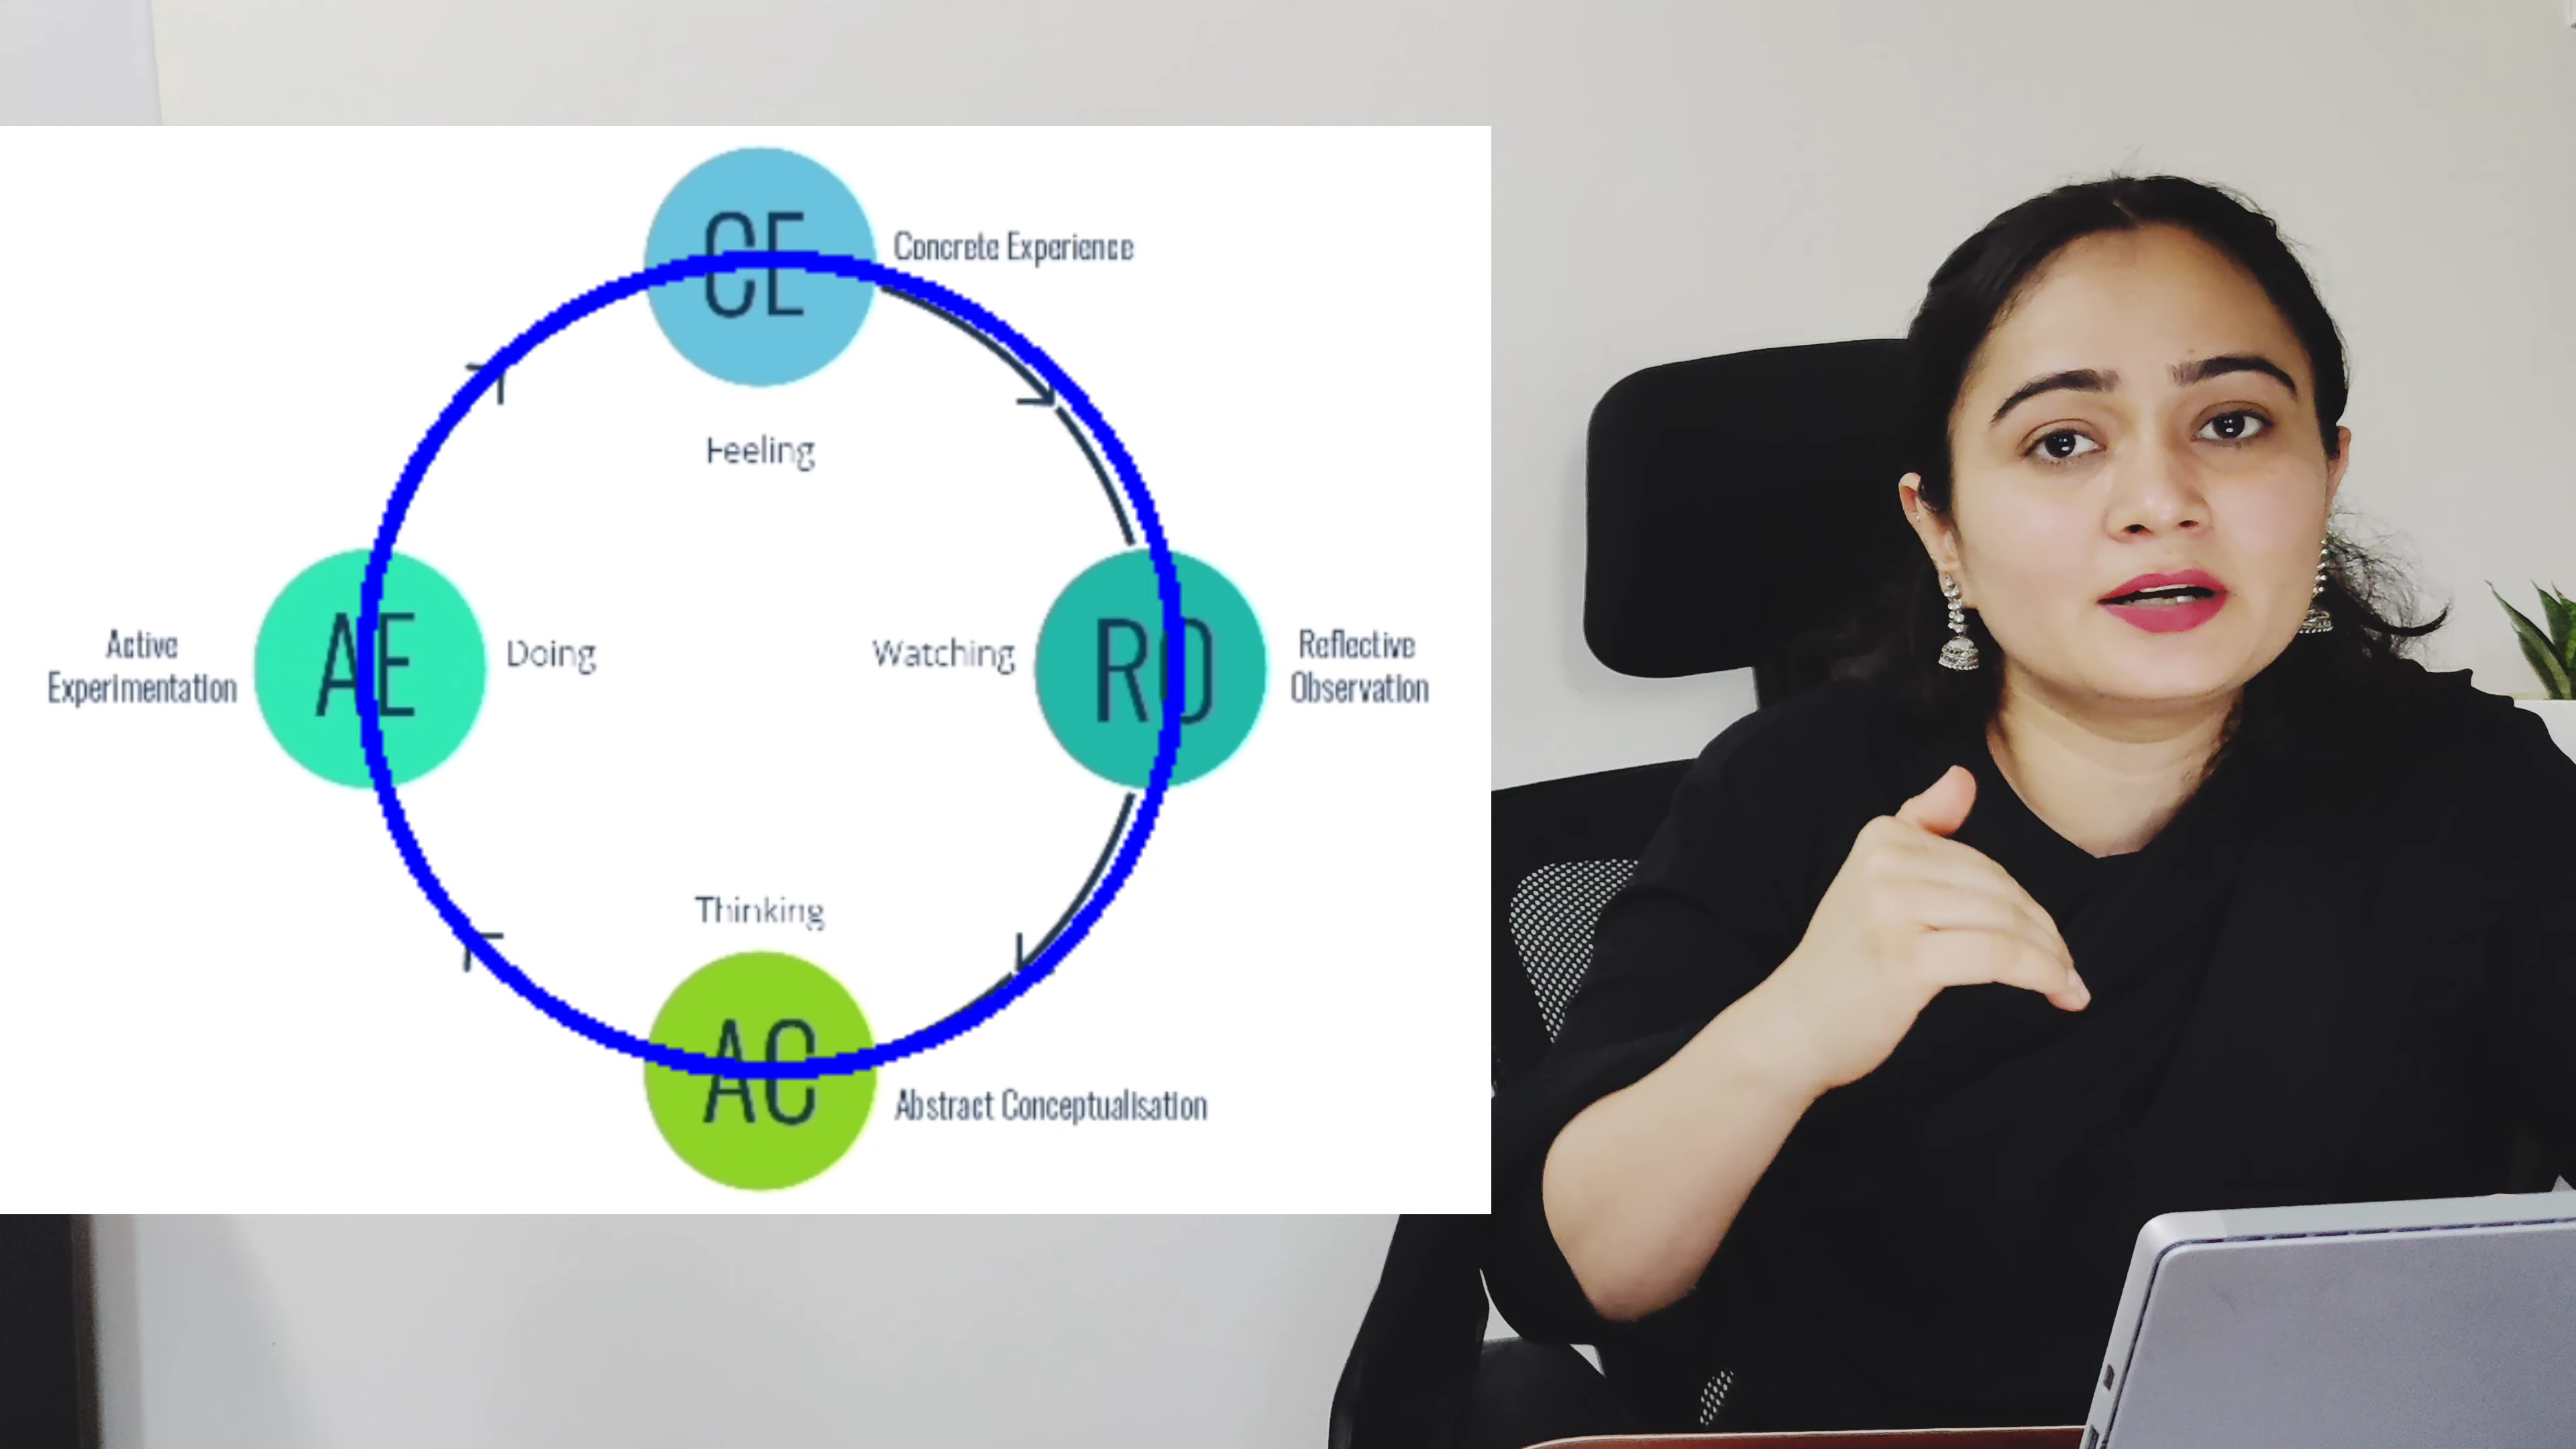 CE
Concrete Experience
Feeling
Active
Experimentation
AE
Doing
Watching
RO
Reflective
Observation
Thinking
AC
Abstract Conceptualisation